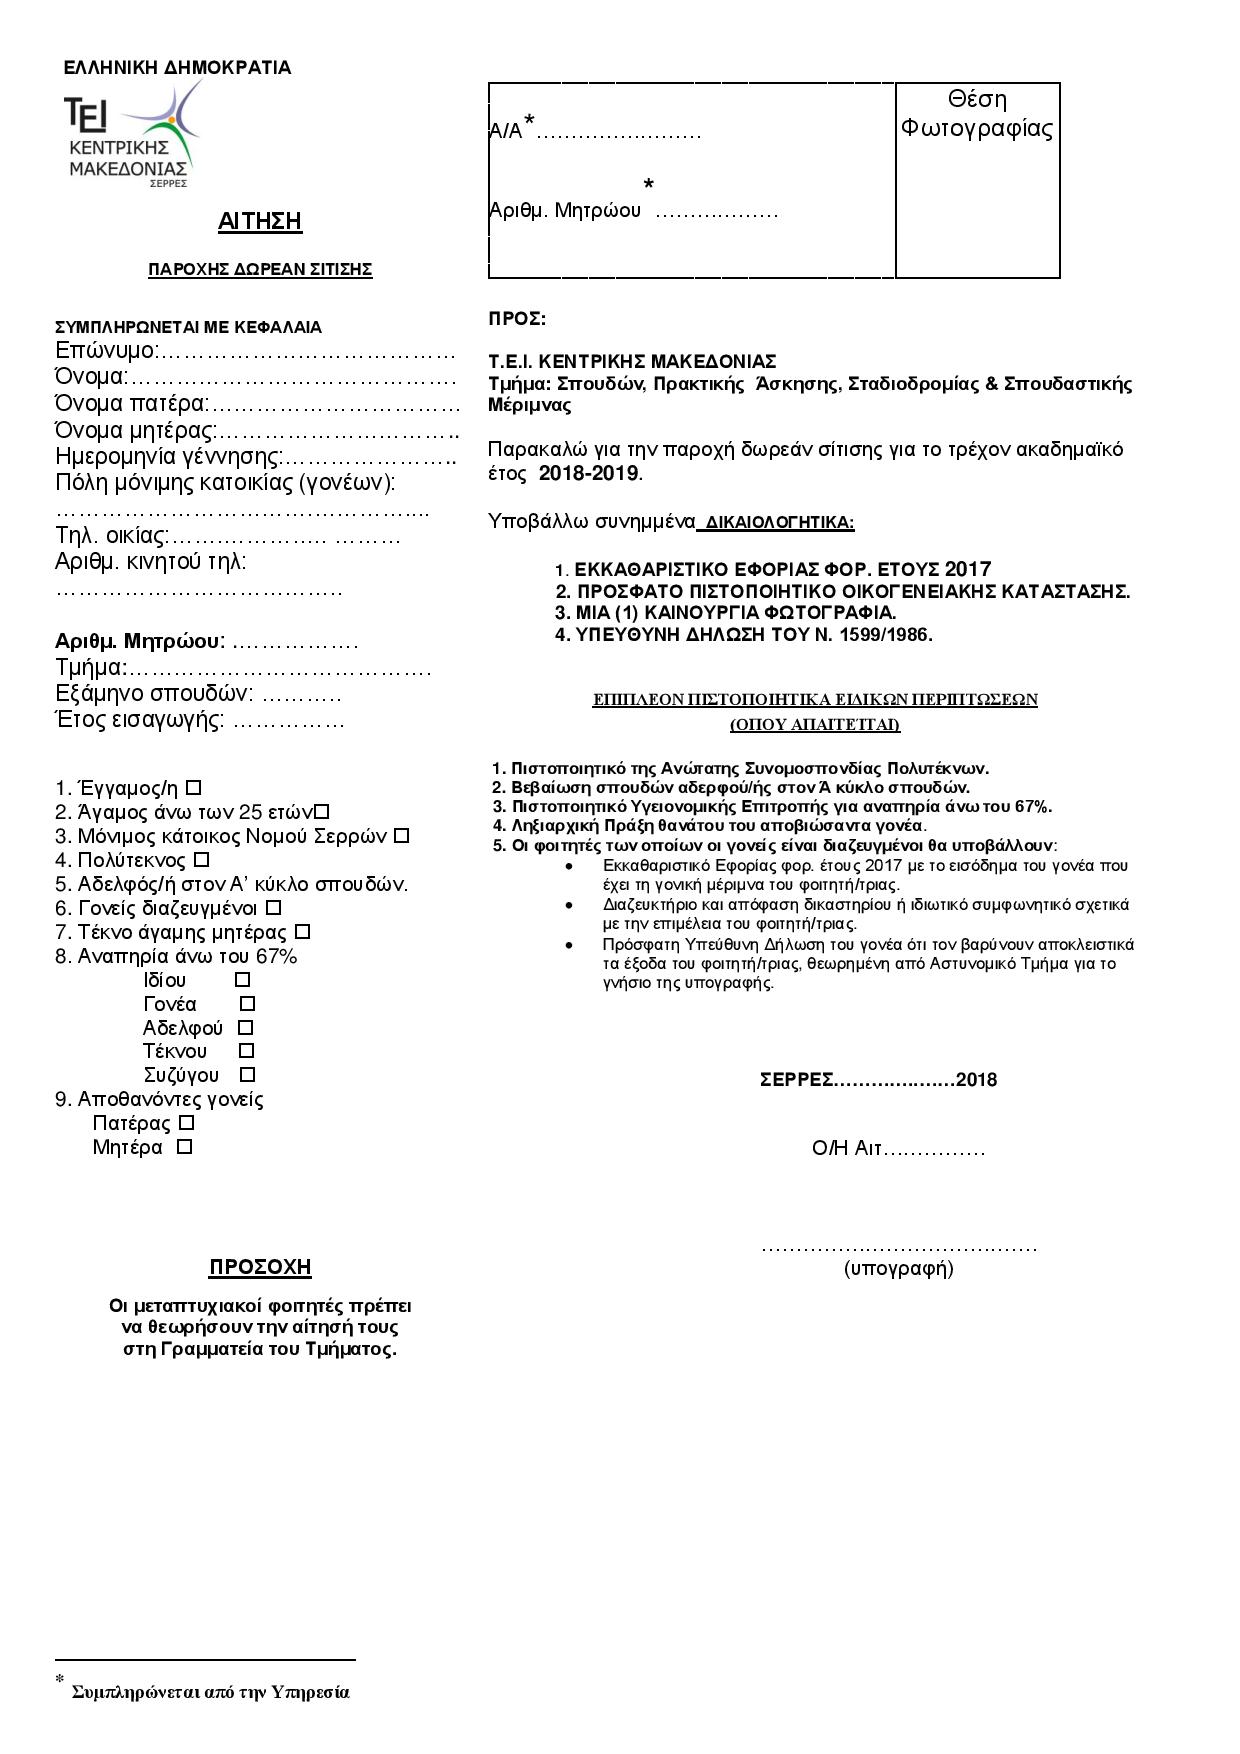 ΕΛΛΗΝΙΚΗ ΔΗΜΟΚΡΑΤΙΑ
ΤΕΙ
ΚΕΝΤΡΙΚΗΣ
ΜΑΚΕΔΟΝΙΑΣ
ΣΕΡΡΕΣ
ΑΙΤΗΣΗ
ΠΑΡΟΧΗΣ ΔΩΡΕΑΝ ΣΙΤΙΣΗΣ
ΣΥΜΠΛΗΡΩΝΕΤΑΙ ΜΕ ΚΕΦΑΛΑΙΑ
Επώνυμο:…………………………………
Όνομα:…………………………………….
Όνομα πατέρα:……………………………
Όνομα μητέρας:…………………………..
Ημερομηνία γέννησης:…………………..
Πόλη μόνιμης κατοικίας (γονέων):
…………………………….…………....
Τηλ. οικίας:…….………….. ………
Αριθμ. κινητού τηλ:
………………………………..
Αριθμ. Μητρώου: .…………….
Τμήμα:………………………………….
Εξάμηνο σπουδών: ………..
Έτος εισαγωγής: ……………
1. Έγγαμος/η □
2. Άγαμος άνω των 25 ετών□
3. Μόνιμος κάτοικος Νομού Σερρών □
4. Πολύτεκνος □
5. Αδελφός/ή στον Α’ κύκλο σπουδών.
6. Γονείς διαζευγμένοι □
7. Τέκνο άγαμης μητέρας □
8. Αναπηρία άνω του 67%
Ιδίου □
Γονέα □
Αδελφού □
Τέκνου □
Συζύγου □
9. Αποθανόντες γονείς
Πατέρας □
Μητέρα □
ΠΡΟΣΟΧΗ
Οι μεταπτυχιακοί φοιτητές πρέπει
να θεωρήσουν την αίτησή τους
στη Γραμματεία του Τμήματος.
Α/Α*……………………
Αριθμ. Μητρώου *………………
Θέση
Φωτογραφίας
ΠΡΟΣ:
Τ.Ε.Ι. ΚΕΝΤΡΙΚΗΣ ΜΑΚΕΔΟΝΙΑΣ
Τμήμα: Σπουδών, Πρακτικής Άσκησης, Σταδιοδρομίας & Σπουδαστικής
Μέριμνας
Παρακαλώ για την παροχή δωρεάν σίτισης για το τρέχον ακαδημαϊκό
έτος 2018-2019.
Υποβάλλω συνημμένα ΔΙΚΑΙΟΛΟΓΗΤΙΚΑ:
1. ΕΚΚΑΘΑΡΙΣΤΙΚΟ ΕΦΟΡΙΑΣ ΦΟΡ. ΕΤΟΥΣ 2017
2. ΠΡΟΣΦΑΤΟ ΠΙΣΤΟΠΟΙΗΤΙΚΟ ΟΙΚΟΓΕΝΕΙΑΚΗΣ ΚΑΤΑΣΤΑΣΗΣ.
3. ΜΙΑ (1) ΚΑΙΝΟΥΡΓΙΑ ΦΩΤΟΓΡΑΦΙΑ.
4. ΥΠΕΥΘΥΝΗ ΔΗΛΩΣΗ ΤΟΥ Ν. 1599/1986.
ΕΠΙΠΛΕΟΝ ΠΙΣΤΟΠΟΙΗΤΙΚΑ ΕΙΔΙΚΩΝ ΠΕΡΙΠΤΩΣΕΩΝ
(ΟΠΟΥ ΑΠΑΙΤΕΊΤΑΙ)
1. Πιστοποιητικό της Ανώτατης Συνομοσπονδίας Πολυτέκνων.
2. Βεβαίωση σπουδών αδερφού/ής στον Ά κύκλο σπουδών.
3. Πιστοποιητικό Υγειονομικής Επιτροπής για αναπηρία άνω του 67%.
4. Ληξιαρχική Πράξη θανάτου του αποβιώσαντα γονέα.
5. Οι φοιτητές των οποίων οι γονείς είναι διαζευγμένοι θα υποβάλλουν:
• Εκκαθαριστικό Εφορίας φορ. έτους 2017 με το εισόδημα του γονέα που
έχει τη γονική μέριμνα του φοιτητή/τριας.
• Διαζευκτήριο και απόφαση δικαστηρίου ή ιδιωτικό συμφωνητικό σχετικά
με την επιμέλεια του φοιτητή/τριας.
• Πρόσφατη Υπεύθυνη Δήλωση του γονέα ότι τον βαρύνουν αποκλειστικά
τα έξοδα του φοιτητή/τριας, θεωρημένη από Αστυνομικό Τμήμα για το
γνήσιο της υπογραφής.
ΣΕΡΡΕΣ……….….……2018
Ο/Η Αιτ……………
…………………………………
(υπογραφή)
* Συμπληρώνεται από την Υπηρεσία